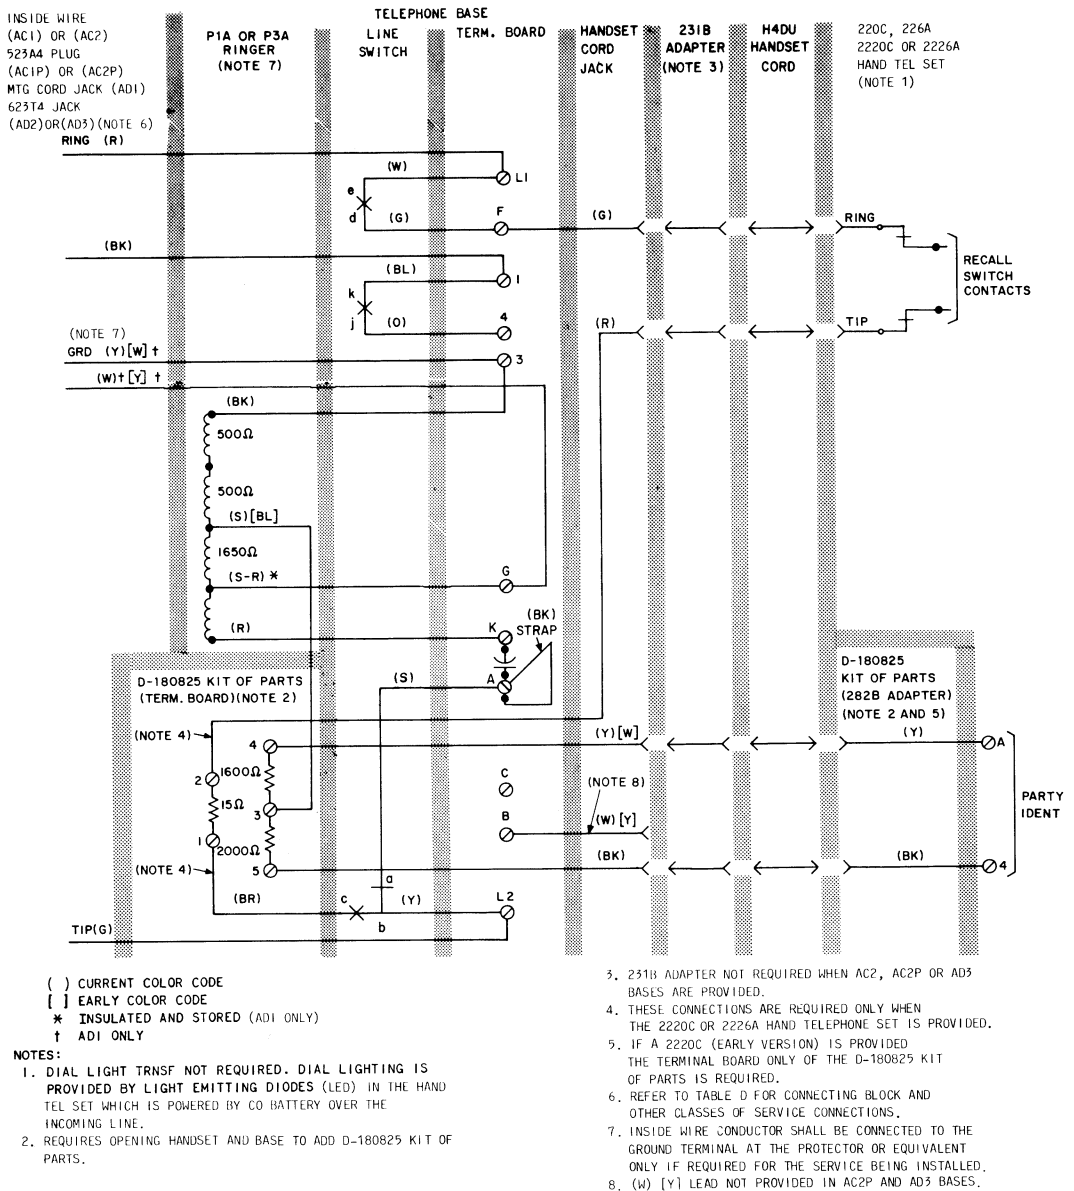 INSIDE WIRE
(AC1) OR (AC2)
523A4 PLUG
(AC1P) OR (AC2P)
MTG CORD JACK (AD1)
623T4 JACK
(AD2)OR(AD3)(NOTE 6)
TELEPHONE BASE
P1A OR P3A
RINGER
(NOTE 7)
LINE
SWITCH
TERM. BOARD
HANDSET
CORD
JACK
231B
ADAPTER
(NOTE 3)
H4DU
HANDSET
CORD
220C, 226A
2220C OR 2226A
HAND TEL SET
(NOTE 1)
RING (R)
(W)
L1
e
d
(G)
F
(G)
RING
(BK)
(BL)
1
k
j
(O)
4
(R)
TIP
RECALL
SWITCH
CONTACTS
(NOTE 7)
GRD (Y)[W] †
3
(W)† [Y] †
(BK)
500Ω
500Ω
(S)[BL]
1650Ω
(S-R) *
G
(R)
K
(BK)
STRAP
A
(S)
D-180825 KIT OF PARTS
(TERM. BOARD)(NOTE 2)
D-180825
KIT OF PARTS
(282B ADAPTER)
(NOTE 2 AND 5)
(NOTE 4)
4
(Y)[W]
(Y)
A
2
1600Ω
C
(NOTE 8)
15Ω
3
B
(W)[Y]
PARTY
IDENT
1
2000Ω
(BK)
(BK)
4
(NOTE 4)
5
a
(BR)
c
(Y)
L2
b
TIP(G)
( ) CURRENT COLOR CODE
[ ] EARLY COLOR CODE
* INSULATED AND STORED (AD1 ONLY)
† AD1 ONLY
NOTES:
1. DIAL LIGHT TRNSF NOT REQUIRED. DIAL LIGHTING IS
PROVIDED BY LIGHT EMITTING DIODES (LED) IN THE HAND
TEL SET WHICH IS POWERED BY CO BATTERY OVER THE
INCOMING LINE.
2. REQUIRES OPENING HANDSET AND BASE TO ADD D-180825 KIT OF
PARTS.
3. 231B ADAPTER NOT REQUIRED WHEN AC2, AC2P OR AD3
BASES ARE PROVIDED.
4. THESE CONNECTIONS ARE REQUIRED ONLY WHEN
THE 2220C OR 2226A HAND TELEPHONE SET IS PROVIDED.
5. IF A 2220C (EARLY VERSION) IS PROVIDED
THE TERMINAL BOARD ONLY OF THE D-180825 KIT
OF PARTS IS REQUIRED.
6. REFER TO TABLE D FOR CONNECTING BLOCK AND
OTHER CLASSES OF SERVICE CONNECTIONS.
7. INSIDE WIRE CONDUCTOR SHALL BE CONNECTED TO THE
GROUND TERMINAL AT THE PROTECTOR OR EQUIVALENT
ONLY IF REQUIRED FOR THE SERVICE BEING INSTALLED.
8. (W) [Y] LEAD NOT PROVIDED IN AC2P AND AD3 BASES.